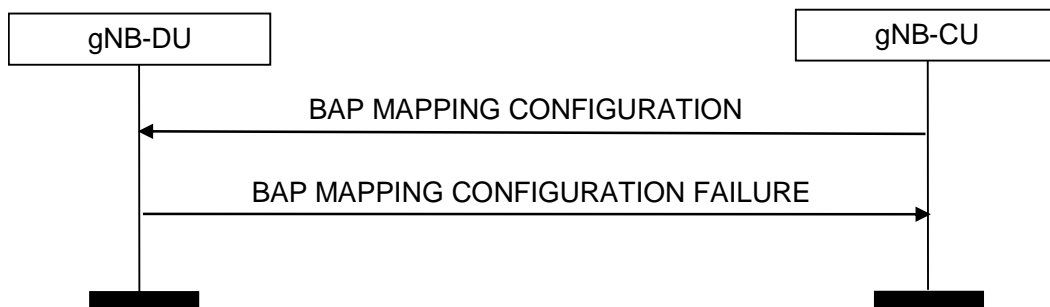 gNB-DU
gNB-CU
BAP MAPPING CONFIGURATION
BAP MAPPING CONFIGURATION FAILURE